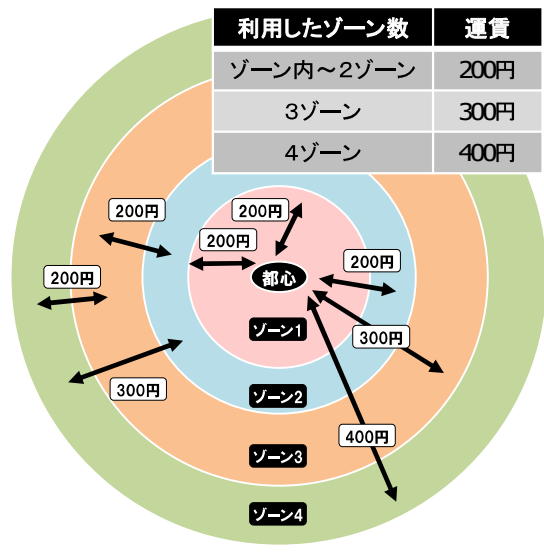 利用したゾーン数 運賃
ゾーン内～2ゾーン 200円
3ゾーン 300円
4ゾーン 400円
200円
200円
200円
200円
200円
都心
ゾーン1
300円
300円
ゾーン2
400円
ゾーン3
ゾーン4